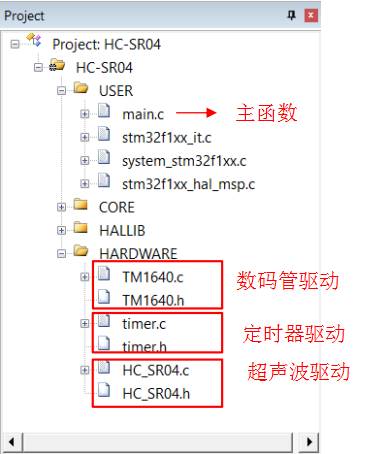 Project
Project: HC-SR04
HC-SR04
USER
main.c 主函数
stm32f1xx_it.c
system_stm32f1xx.c
stm32f1xx_hal_msp.c
CORE
HALLIB
HARDWARE
TM1640.c 数码管驱动
TM1640.h
timer.c 定时器驱动
timer.h
HC_SR04.c 超声波驱动
HC_SR04.h